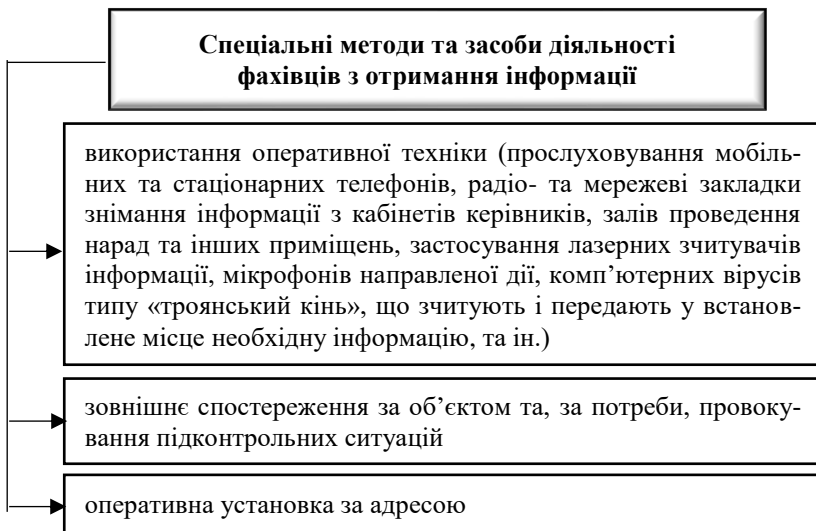 Спеціальні методи та засоби діяльності
фахівців з отримання інформації
використання оперативної техніки (прослуховування мобіль-
них та стаціонарних телефонів, радіо- та мережеві закладки
знімання інформації з кабінетів керівників, залів проведення
нарад та інших приміщень, застосування лазерних зчитувачів
інформації, мікрофонів направленої дії, комп’ютерних вірусів
типу «троянський кінь», що зчитують і передають у встанов-
лене місце необхідну інформацію, та ін.)
зовнішнє спостереження за об’єктом та, за потреби, провоку-
вання підконтрольних ситуацій
оперативна установка за адресою